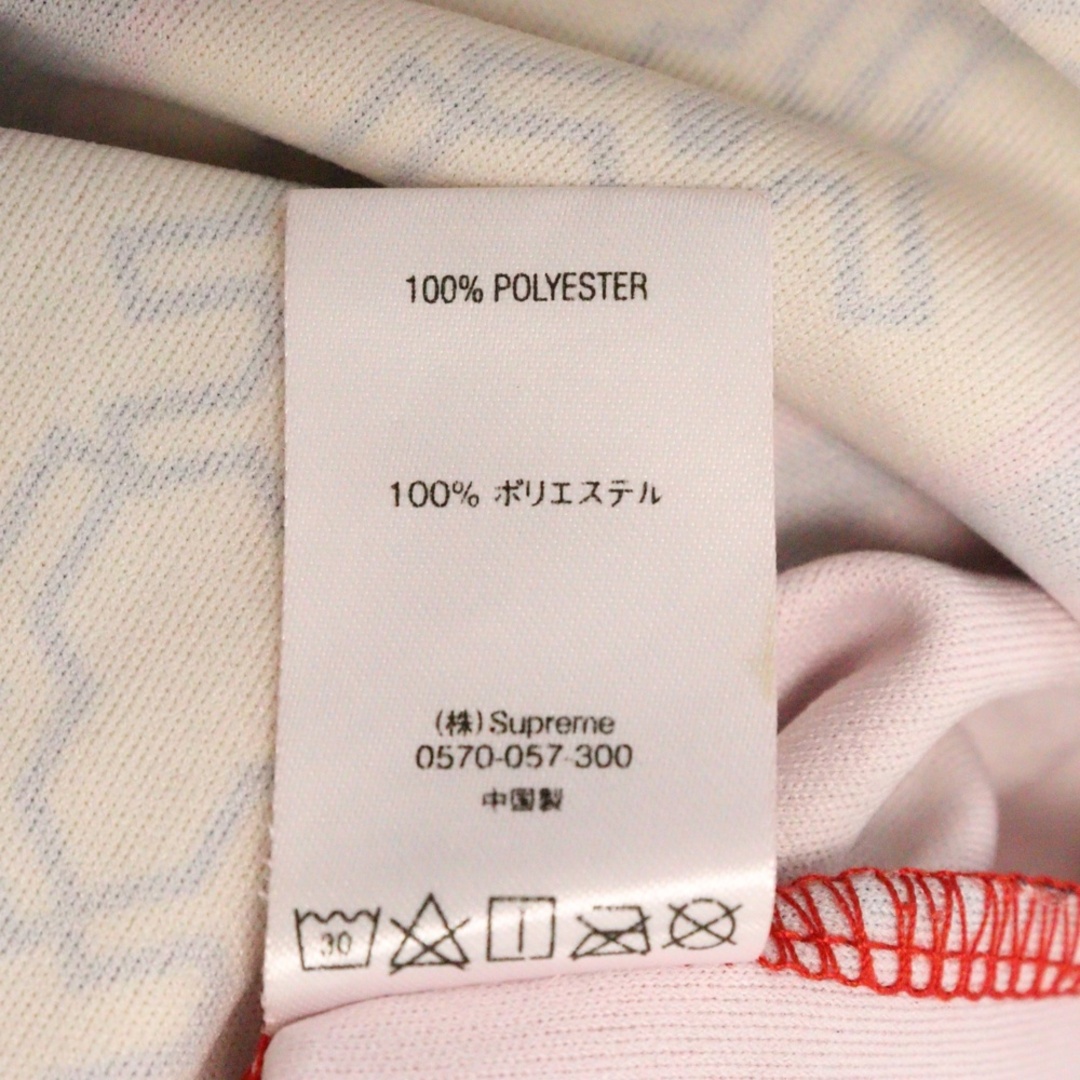 100% POLYESTER
100% ポリエステル
(株) Supreme
0570-057-300
中国製
30